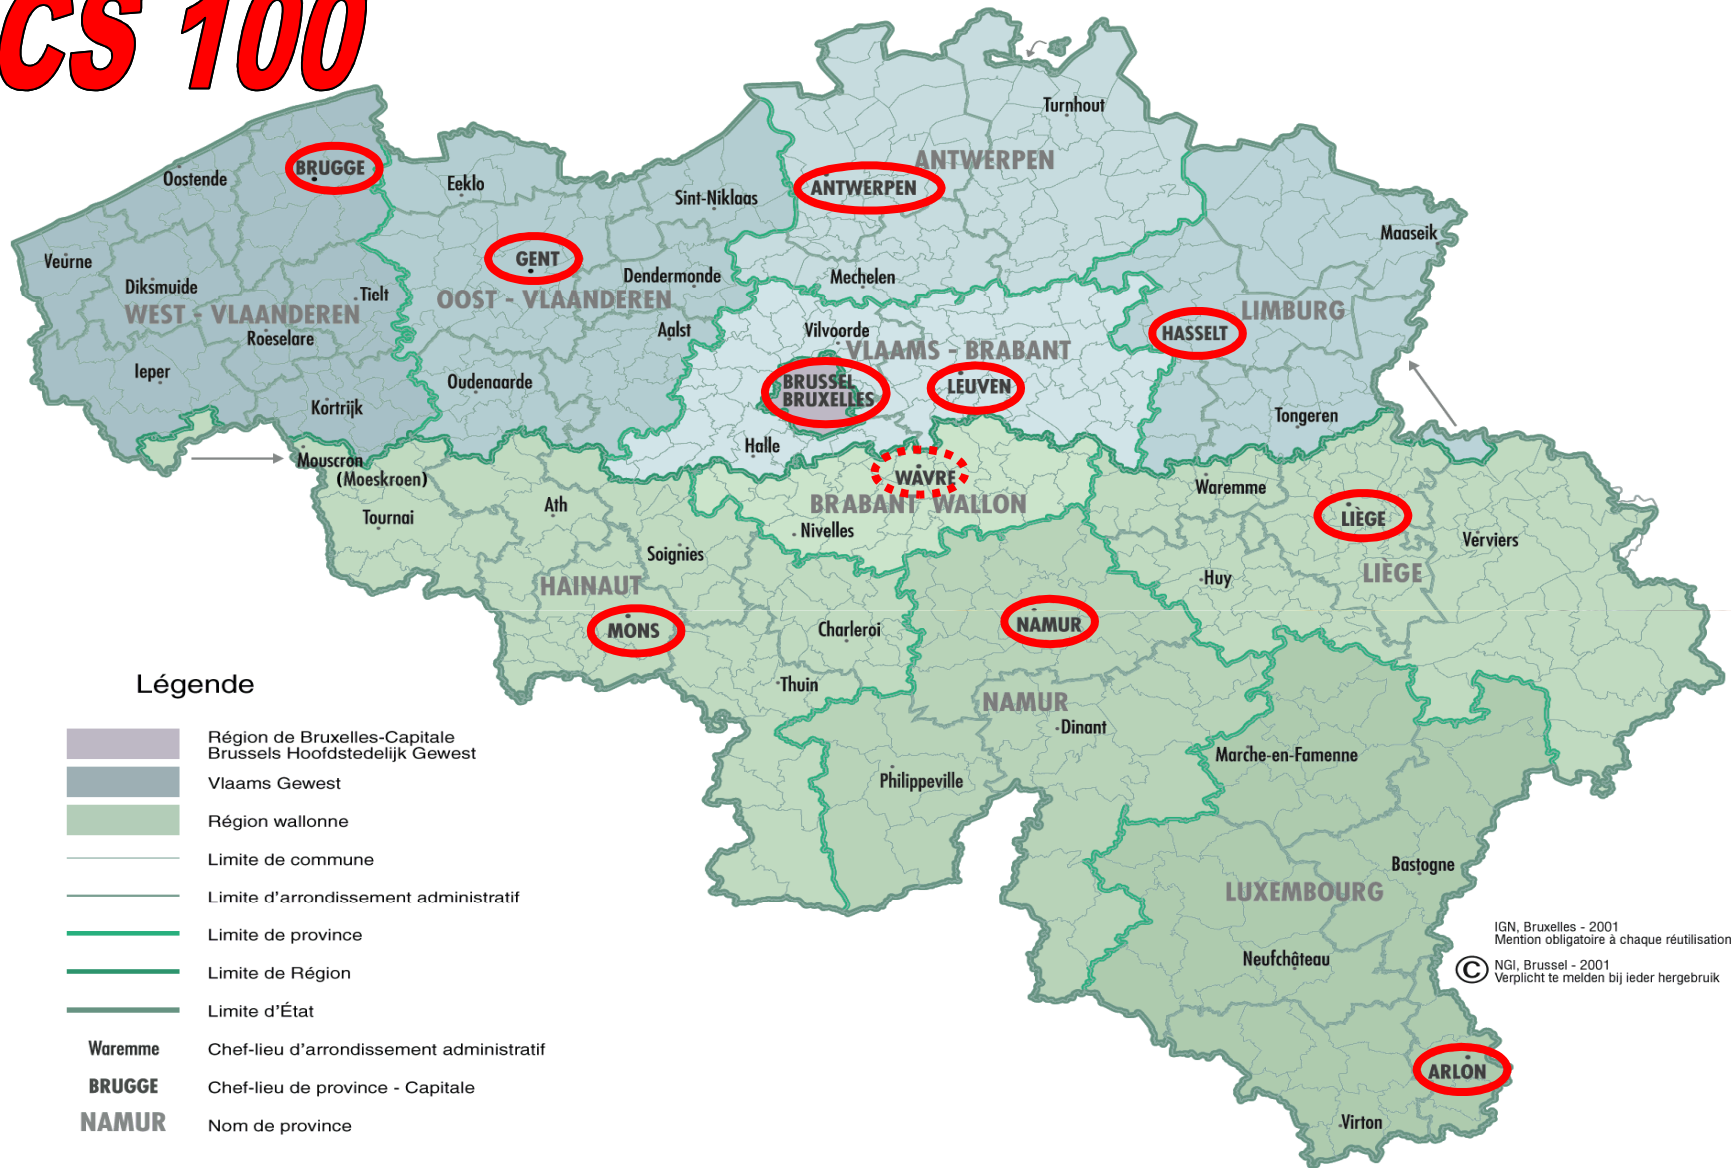 CS 100
Turnhout
ANTWERPEN
BRUGGE
Oostende
Eeklo
Sint-Niklaas
ANTWERPEN
Maaseik
Veurne
GENT
Dendermonde
Mechelen
Diksmuide
Tielt
OOST - VLAANDEREN
WEST - VLAANDEREN
LIMBURG
Roeselare
Aalst
Vilvoorde
HASSELT
VLAAMS - BRABANT
Ieper
Oudenaarde
BRUSSEL
BRUXELLES
LEUVEN
Kortrijk
Tongeren
Halle
Mouscron
(Moeskroen)
WAVRE
Waremme
BRABANT WALLON
Ath
Tournai
Nivelles
LIÈGE
Verviers
Soignies
HAINAUT
Huy
LIÈGE
MONS
Charleroi
NAMUR
Thuin
NAMUR
Dinant
Marche-en-Famenne
Philippeville
Bastogne
LUXEMBOURG
Neufchâteau
ARLON
Virton
Légende
Région de Bruxelles-Capitale
Brussels Hoofdstedelijk Gewest
Vlaams Gewest
Région wallonne
Limite de commune
Limite d'arrondissement administratif
Limite de province
Limite de Région
Limite d'État
Waremme Chef-lieu d'arrondissement administratif
BRUGGE Chef-lieu de province - Capitale
NAMUR Nom de province
IGN, Bruxelles - 2001
Mention obligatoire à chaque réutilisation
© NGI, Brussel - 2001
Verplicht te melden bij ieder hergebruik